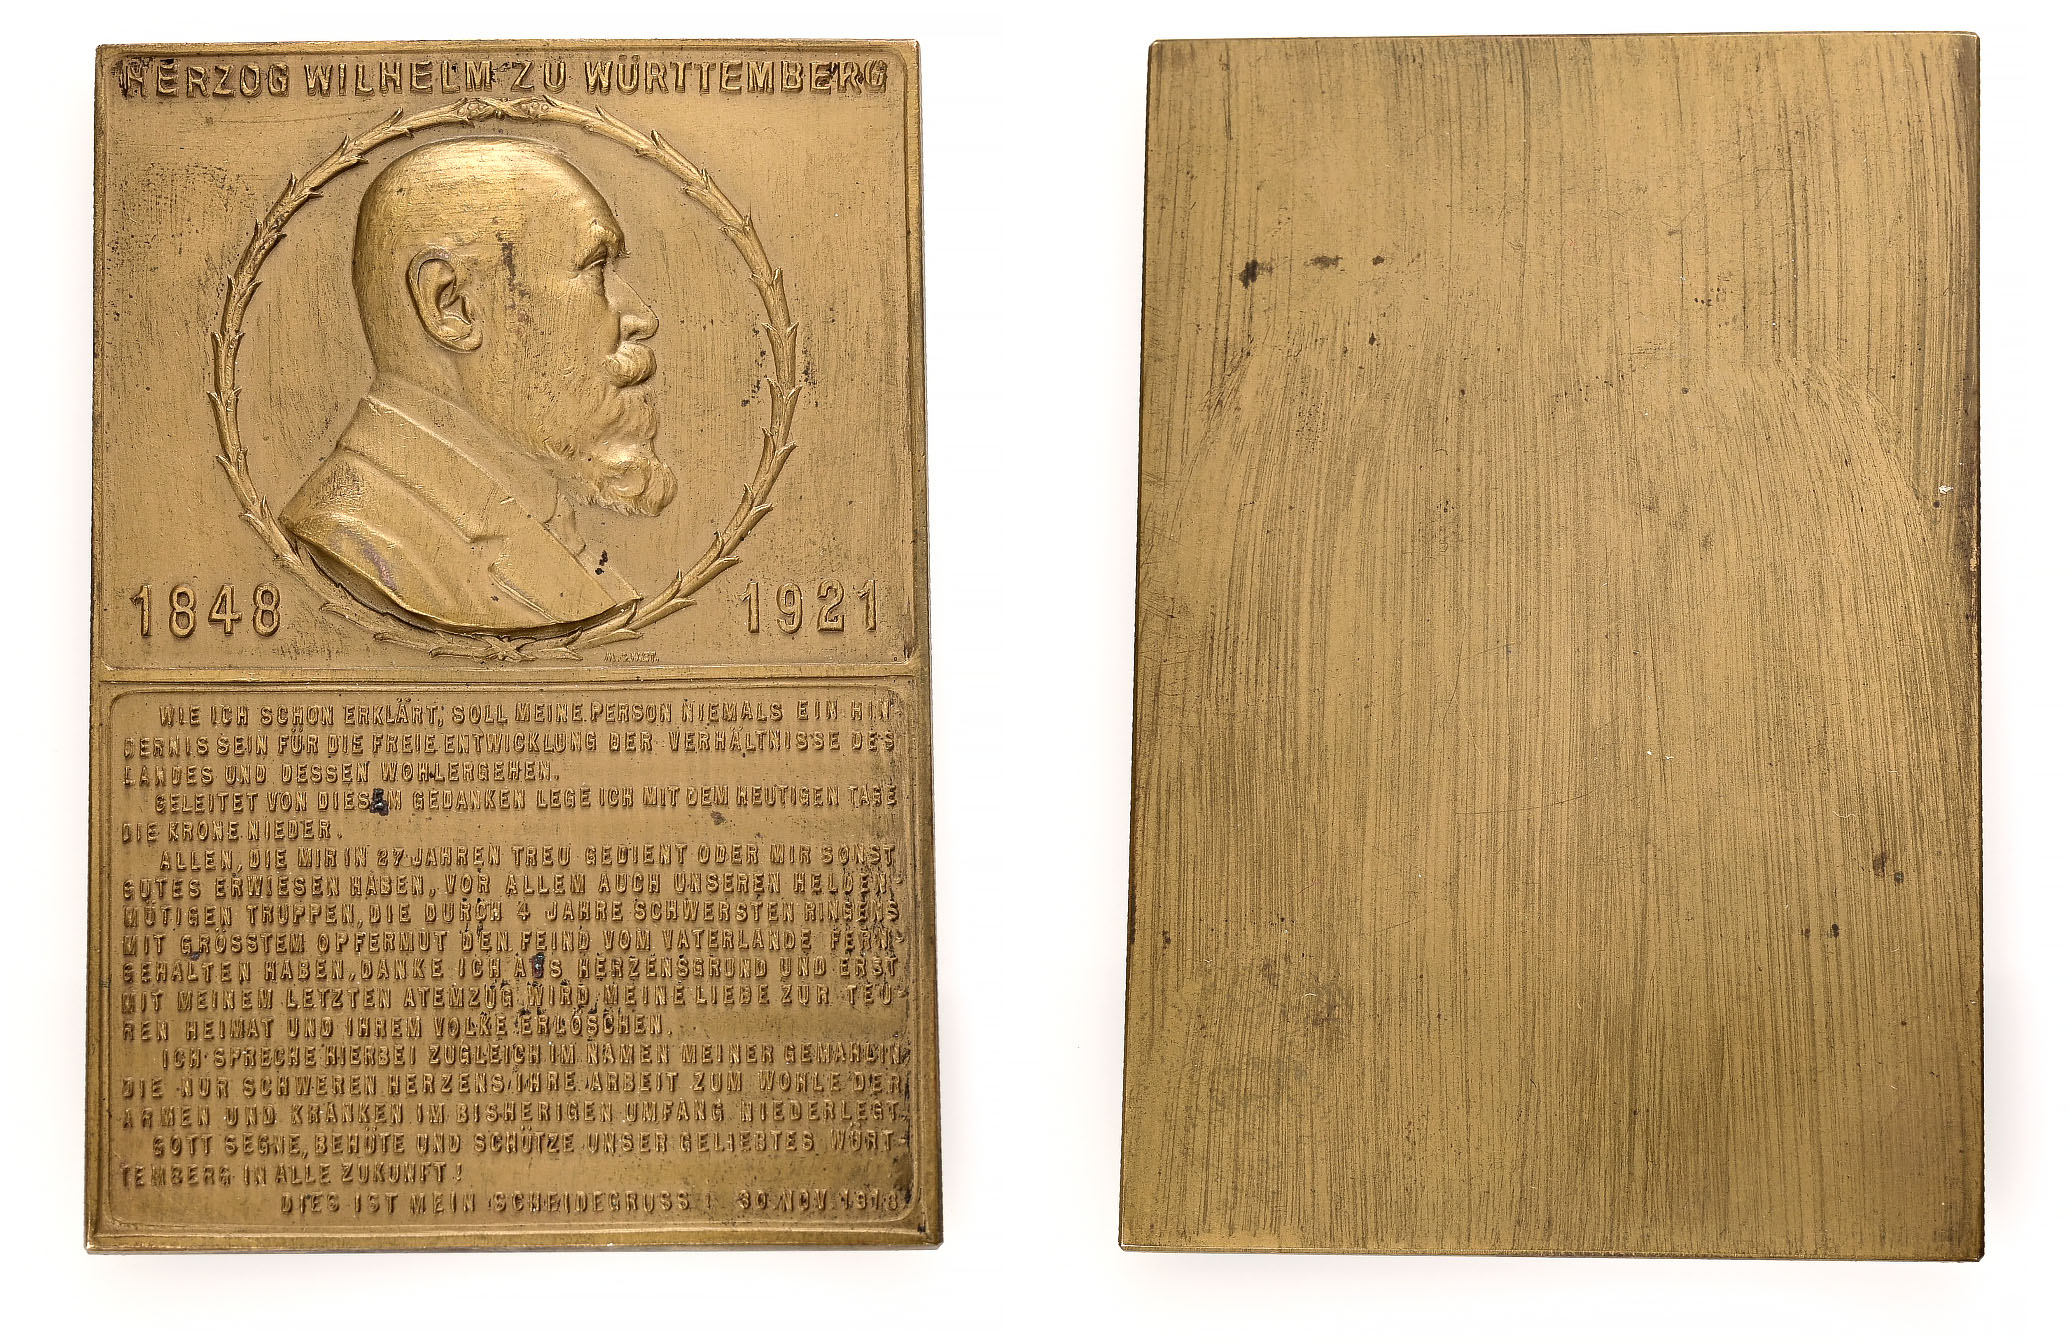 HERZOG WILHELM ZU WÜRTTEMBERG
1848 1921
WIE ICH SCHON ERKLÄRT, SOLL MEINE PERSON NIEMALS EIN HIN-
DERNIS SEIN FÜR DIE FREIE ENTWICKLUNG DER VERHÄLTNISSE DES
LANDES UND DESSEN WOHLERGEHEN.
GELEITET VON DIESEM GEDANKEN LEGE ICH MIT DEM HEUTIGEN TAGE
DIE KRONE NIEDER.
ALLEN, DIE MIR IN 27 JAHREN TREU GEDIENT ODER MIR SONST
GUTES ERWIESEN HABEN, VOR ALLEM AUCH UNSEREN HELDEN-
MÜTIGEN TRUPPEN, DIE DURCH 4 JAHRE SCHWERSTEN RINGENS
MIT GRÖSSTEM OPFERMUT DEN FEIND VOM VATERLANDE FERN-
GEHALTEN HABEN, DANKE ICH AUS HERZENSGRUND UND ERST
MIT MEINEM LETZTEN ATEMZUG WIRD MEINE LIEBE ZUR TEU-
REN HEIMAT UND IHREM VOLKE ERLÖSCHEN.
ICH SPRECHE HIERBEI ZUGLEICH IM NAMEN MEINER GEMAHLIN
DIE NUR SCHWEREN HERZENS IHRE ARBEIT ZUM WOHLE DER
ARMEN UND KRANKEN IM BISHERIGEN UMFANG NIEDERLEGT.
GOTT SEGNE, BEHÜTE UND SCHÜTZE UNSER GELIEBTES WÜRT-
TEMBERG IN ALLE ZUKUNFT!
DIES IST MEIN SCHEIDEGRUSS! 30. NOV. 1918